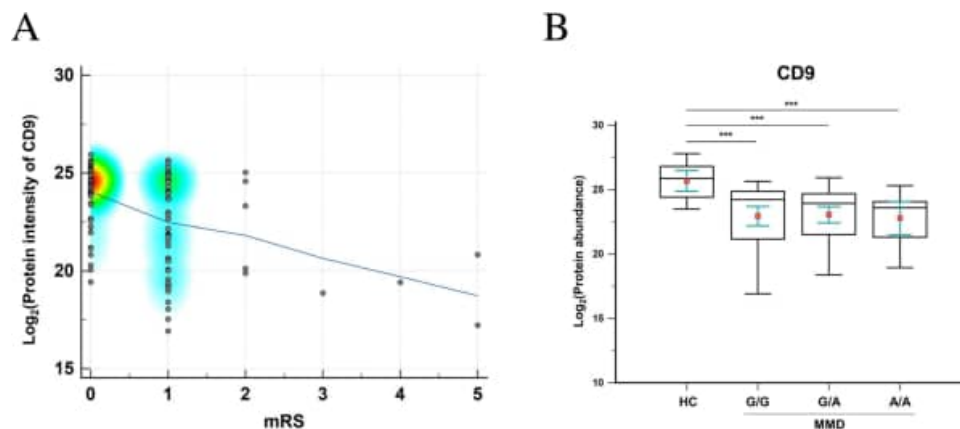 A
Log₂(Protein intensity of CD9)
30
25
20
15
0 1 2 3 4 5
mRS
B
CD9
***
***
***
Log₂(Protein abundance)
30
25
20
15
10
HC G/G G/A A/A
MMD